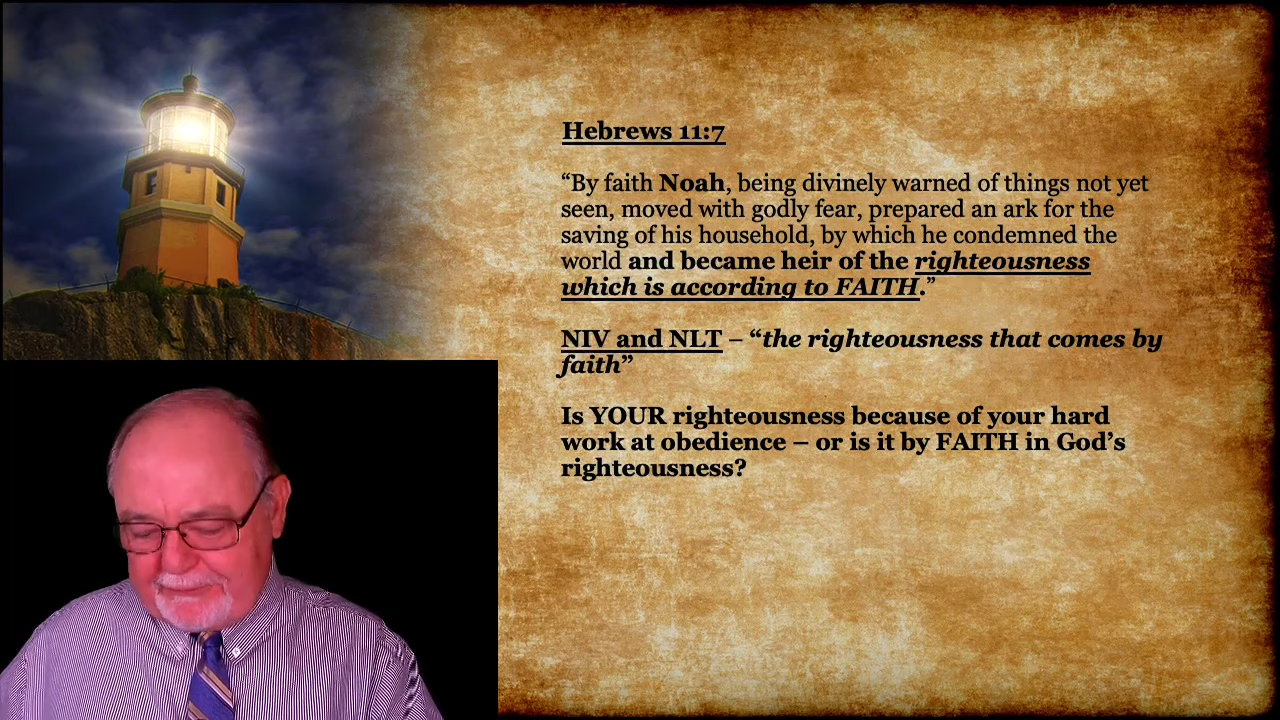 Hebrews 11:7
“By faith Noah, being divinely warned of things not yet
seen, moved with godly fear, prepared an ark for the
saving of his household, by which he condemned the
world and became heir of the righteousness
which is according to FAITH.”
NIV and NLT – “the righteousness that comes by
faith”
Is YOUR righteousness because of your hard
work at obedience – or is it by FAITH in God’s
righteousness?